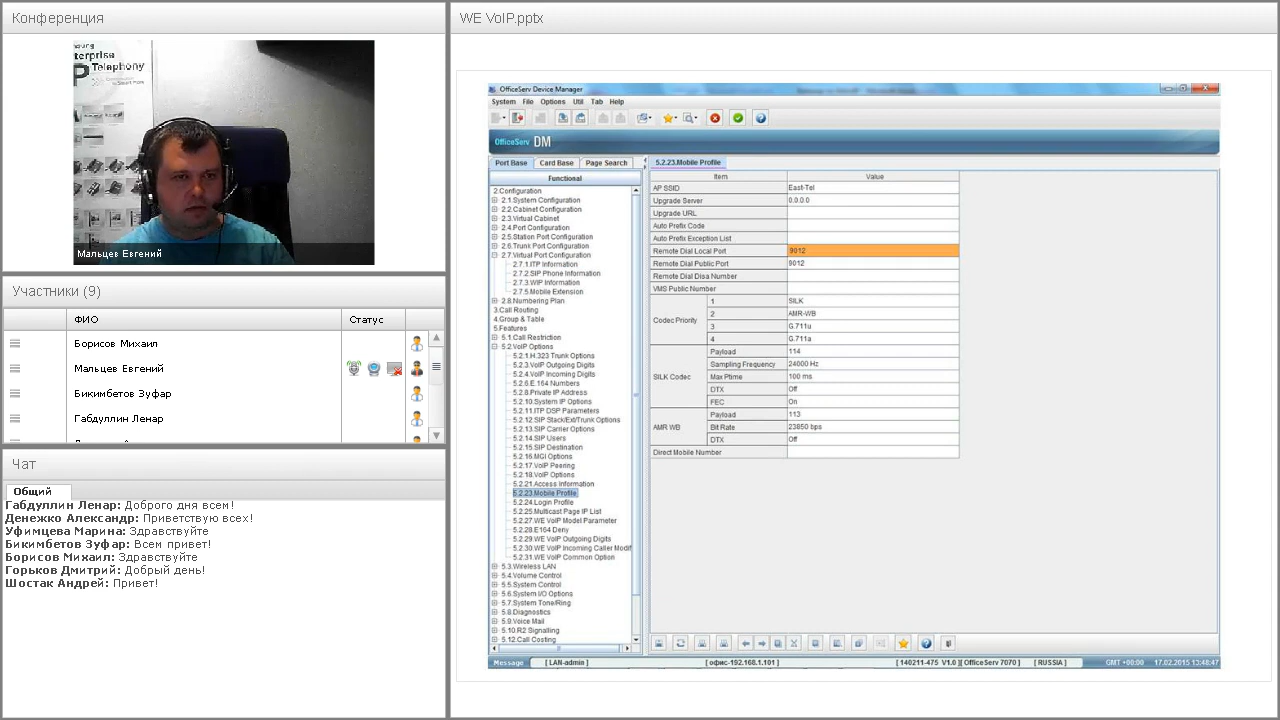 Конференция
terprise
P Telephony
Мальцев Евгений
Участники (9)
ФИО
Статус
Борисов Михаил
Мальцев Евгений
Бикимбетов Зуфар
Габдуллин Ленар
Чат
Общий
Габдуллин Ленар: Доброго дня всем!
Денежко Александр: Приветствую всех!
Уфимцева Марина: Здравствуйте
Бикимбетов Зуфар: Всем привет!
Борисов Михаил: Здравствуйте
Горьков Дмитрий: Добрый день!
Шостак Андрей: Привет!
WE VoIP.pptx
OfficeServ Device Manager
System File Options Util Tab Help
OfficeServ DM
Port Base Card Base Page Search
Functional
2.Configuration
2.1.System Configuration
2.2.Cabinet Configuration
2.3.Virtual Cabinet
2.4.Port Configuration
2.5.Station Port Configuration
2.6.Trunk Port Configuration
2.7.Virtual Port Configuration
2.7.1.ITP Information
2.7.2.SIP Phone Information
2.7.3.WIP Information
2.7.5.Mobile Extension
2.8.Numbering Plan
3.Call Routing
4.Group & Table
5.Features
5.1.Call Restriction
5.2.VoIP Options
5.2.1.H.323 Trunk Options
5.2.3.VoIP Outgoing Digits
5.2.4.VoIP Incoming Digits
5.2.6.E.164 Numbers
5.2.8.Private IP Address
5.2.10.System IP Options
5.2.11.ITP DSP Parameters
5.2.12.SIP Stack/Ext/Trunk Options
5.2.13.SIP Carrier Options
5.2.14.SIP Users
5.2.15.SIP Destination
5.2.16.MGI Options
5.2.17.VoIP Peering
5.2.18.VoIP Options
5.2.21.Access Information
5.2.23.Mobile Profile
5.2.24.Login Profile
5.2.25.Multicast Page IP List
5.2.27.WE VoIP Model Parameter
5.2.28.E164 Deny
5.2.29.WE VoIP Outgoing Digits
5.2.30.WE VoIP Incoming Caller Modif
5.2.31.WE VoIP Common Option
5.3.Wireless LAN
5.4.Volume Control
5.5.System Control
5.6.System I/O Options
5.7.System Tone/Ring
5.8.Diagnostics
5.9.Voice Mail
5.10.R2 Signalling
5.12.Call Costing
5.2.23.Mobile Profile
Item Value
AP SSID East-Tel
Upgrade Server 0.0.0.0
Upgrade URL
Auto Prefix Code
Auto Prefix Exception List
Remote Dial Local Port 9012
Remote Dial Public Port 9012
Remote Dial Disa Number
VMS Public Number
Codec Priority
1 SILK
2 AMR-WB
3 G.711u
4 G.711a
SILK Codec
Payload 114
Sampling Frequency 24000 Hz
Max Ptime 100 ms
DTX Off
FEC On
AMR WB
Payload 113
Bit Rate 23850 bps
DTX Off
Direct Mobile Number
Message [ LAN-admin ] [ офис-192.168.1.101 ] [ 140211-475 V1.0 ][ OfficeServ 7070 ] [ RUSSIA ] GMT +00:00 17.02.2015 13:48:47